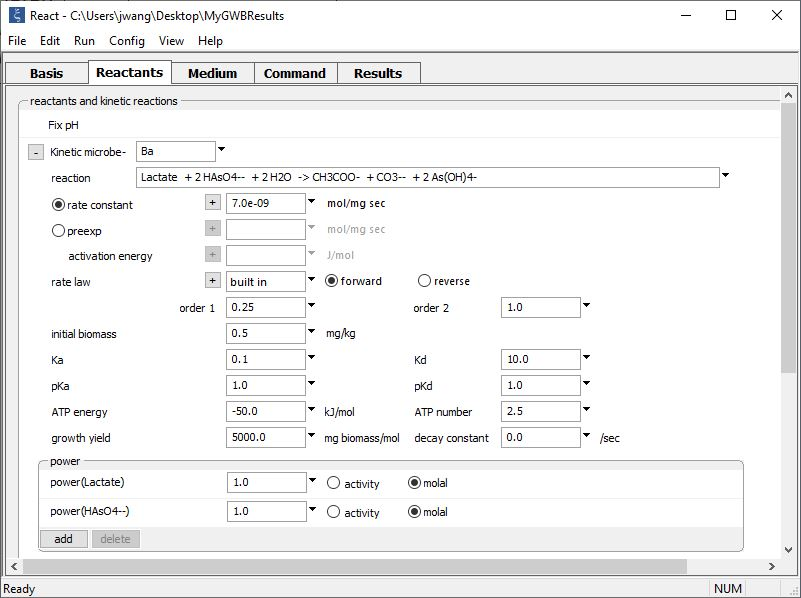 React - C:\Users\jwang\Desktop\MyGWBResults
File Edit Run Config View Help
Basis Reactants Medium Command Results
reactants and kinetic reactions
Fix pH
- Kinetic microbe- Ba
reaction Lactate + 2 HAsO4-- + 2 H2O -> CH3COO- + CO3-- + 2 As(OH)4-
rate constant + 7.0e-09 mol/mg sec
preexp + mol/mg sec
activation energy + J/mol
rate law + built in forward reverse
order 1 0.25 order 2 1.0
initial biomass 0.5 mg/kg
Ka 0.1 Kd 10.0
pKa 1.0 pKd 1.0
ATP energy -50.0 kJ/mol ATP number 2.5
growth yield 5000.0 mg biomass/mol decay constant 0.0 /sec
power
power(Lactate) 1.0 activity molal
power(HAsO4--) 1.0 activity molal
add delete
Ready NUM